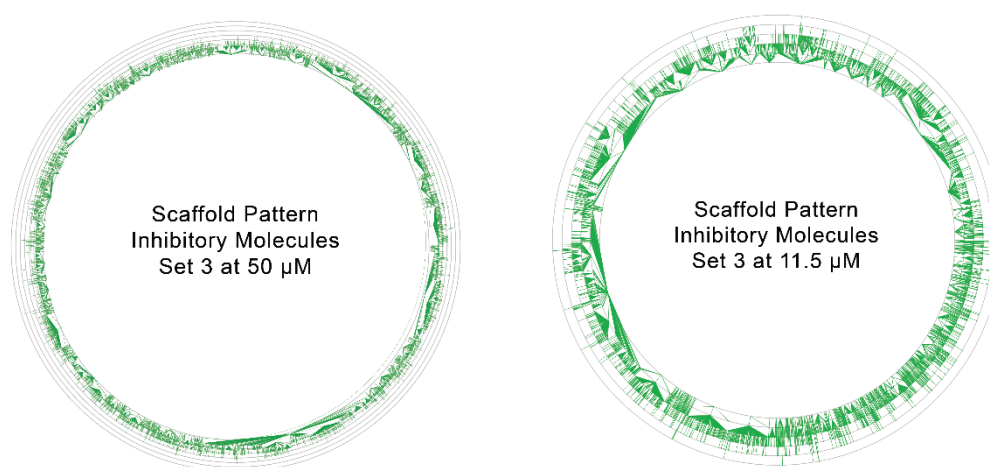 Scaffold Pattern
Inhibitory Molecules
Set 3 at 50 µM
Scaffold Pattern
Inhibitory Molecules
Set 3 at 11.5 µM